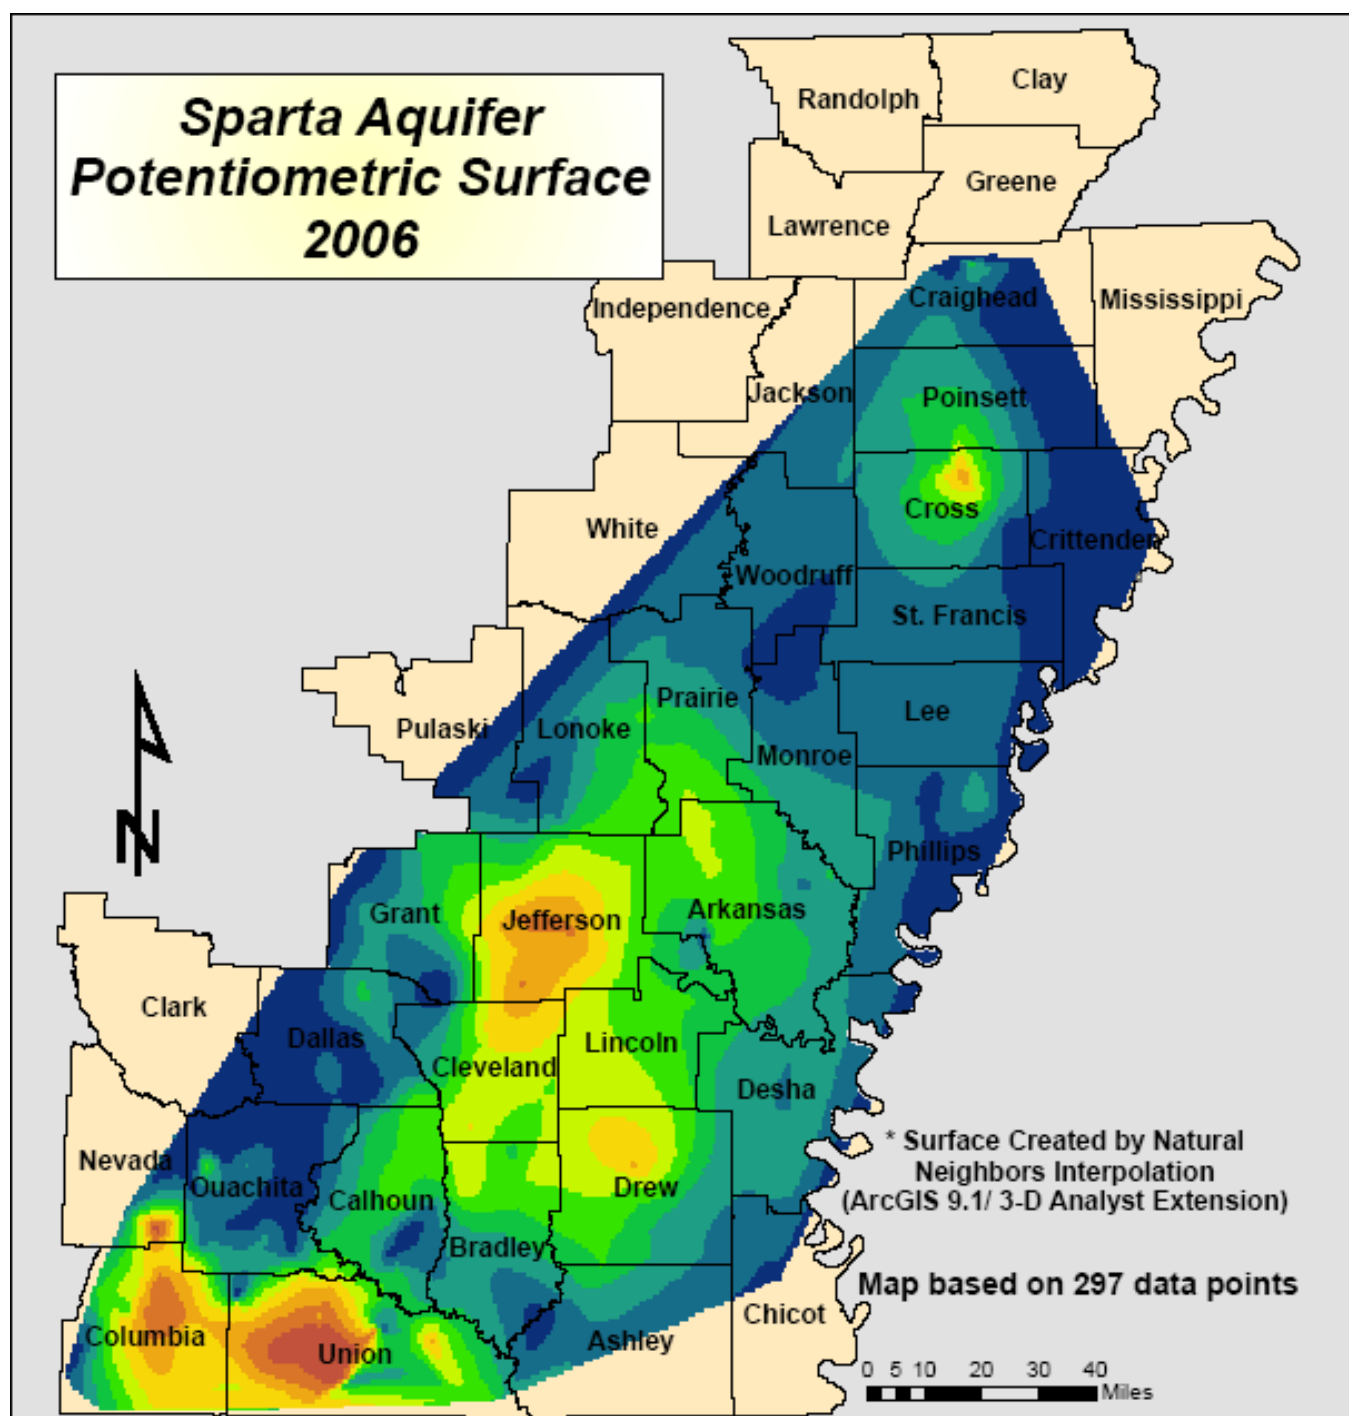 Sparta Aquifer
Potentiometric Surface
2006
Randolph
Clay
Greene
Lawrence
Independence
Craighead
Mississippi
Jackson
Poinsett
White
Cross
Crittenden
Woodruff
St. Francis
Prairie
Pulaski
Lonoke
Lee
Monroe
Phillips
Grant
Jefferson
Arkansas
Clark
Dallas
Lincoln
Cleveland
Desha
Nevada
Ouachita
Calhoun
Drew
Bradley
Columbia
Union
Ashley
Chicot
N
* Surface Created by Natural
Neighbors Interpolation
(ArcGIS 9.1/ 3-D Analyst Extension)
Map based on 297 data points
0 5 10 20 30 40
Miles